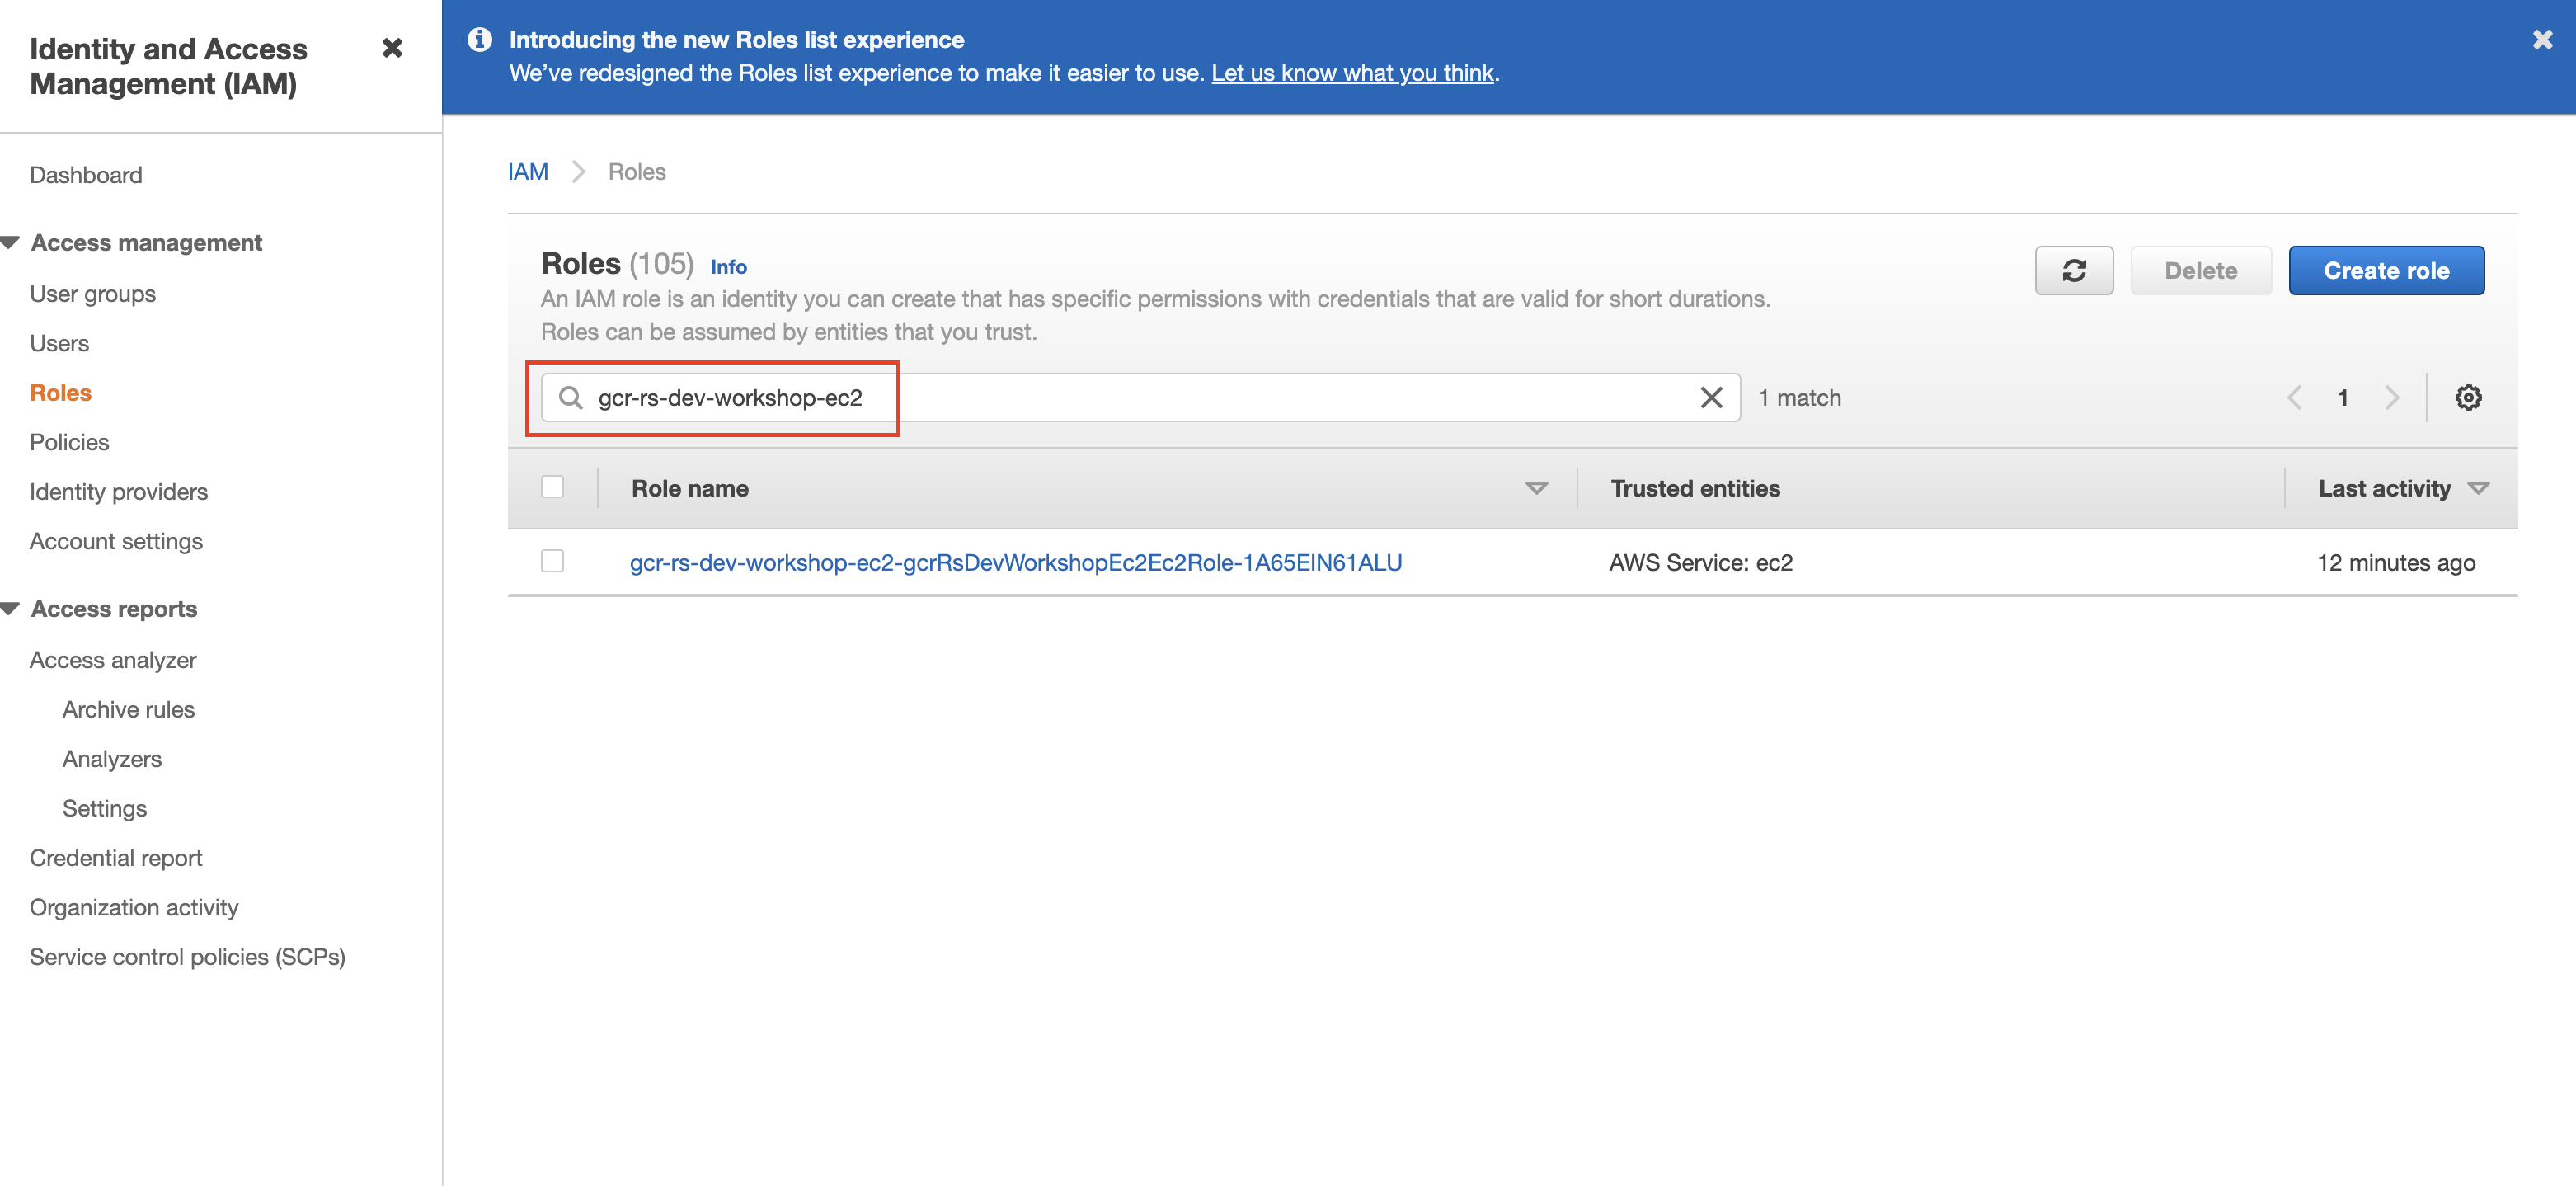 Identity and Access
Management (IAM)
Dashboard
Access management
User groups
Users
Roles
Policies
Identity providers
Account settings
Access reports
Access analyzer
Archive rules
Analyzers
Settings
Credential report
Organization activity
Service control policies (SCPs)
Introducing the new Roles list experience
We’ve redesigned the Roles list experience to make it easier to use. Let us know what you think.
IAM Roles
Roles (105) Info
An IAM role is an identity you can create that has specific permissions with credentials that are valid for short durations.
Roles can be assumed by entities that you trust.
Delete
Create role
gcr-rs-dev-workshop-ec2
1 match
1
Role name Trusted entities Last activity
gcr-rs-dev-workshop-ec2-gcrRsDevWorkshopEc2Ec2Role-1A65EIN61ALU AWS Service: ec2 12 minutes ago